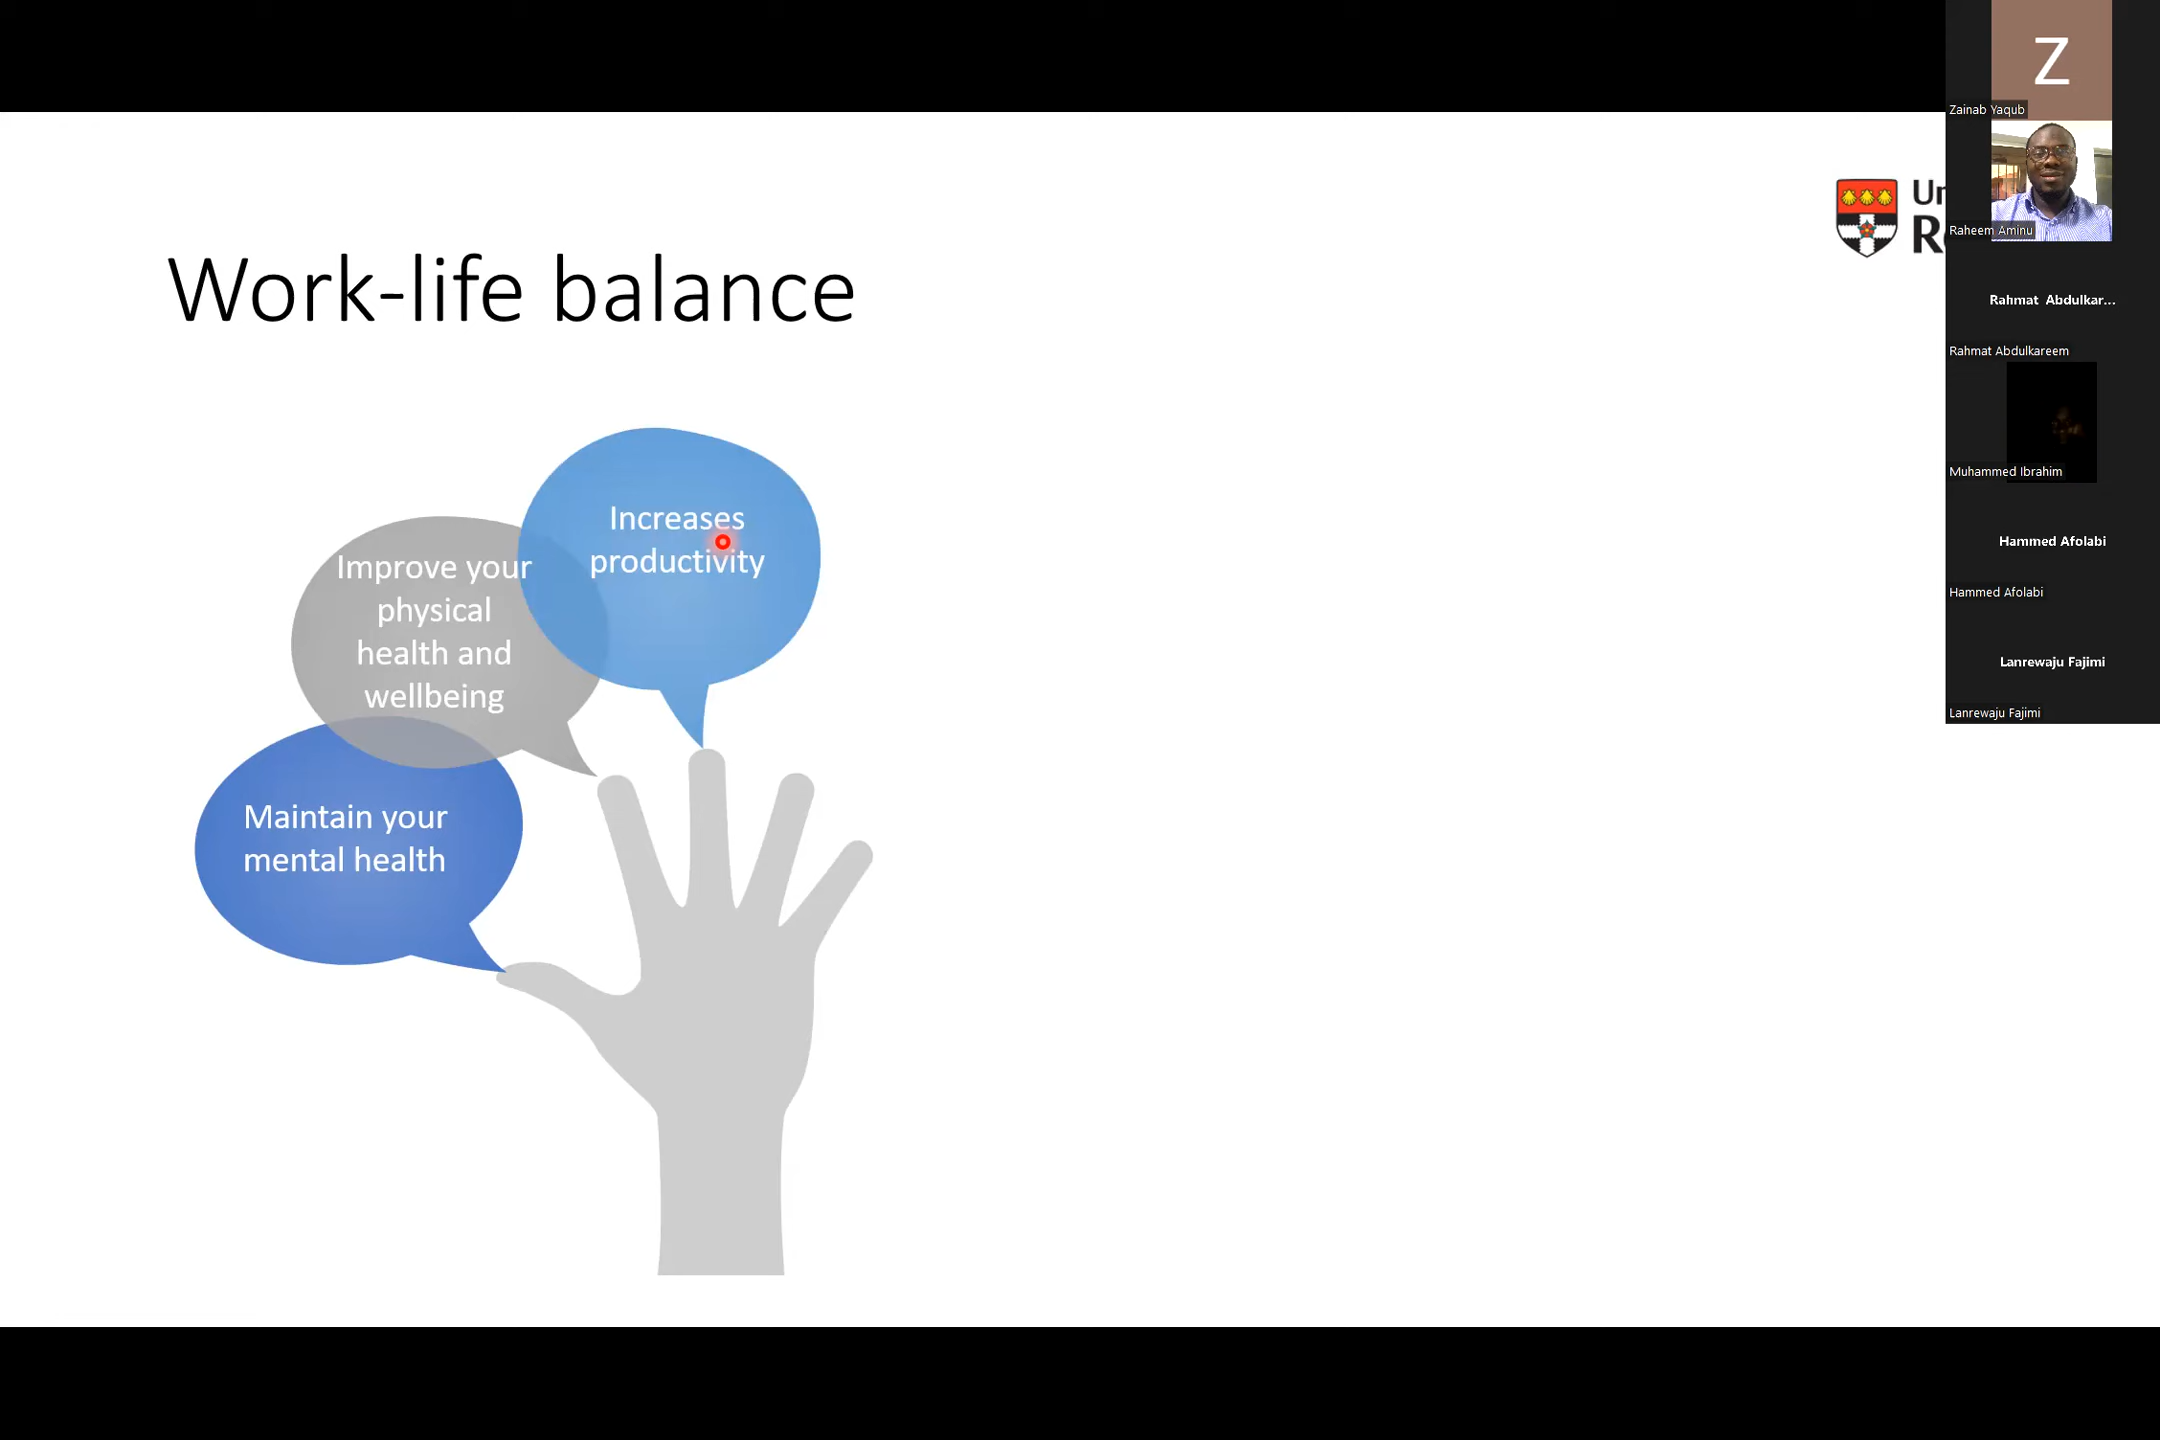 Work-life balance
Increases
productivity
Improve your
physical
health and
wellbeing
Maintain your
mental health
Z
Zainab Yaqub
Raheem Aminu
Rahmat Abdulkar...
Rahmat Abdulkareem
Muhammed Ibrahim
Hammed Afolabi
Hammed Afolabi
Lanrewaju Fajimi
Lanrewaju Fajimi